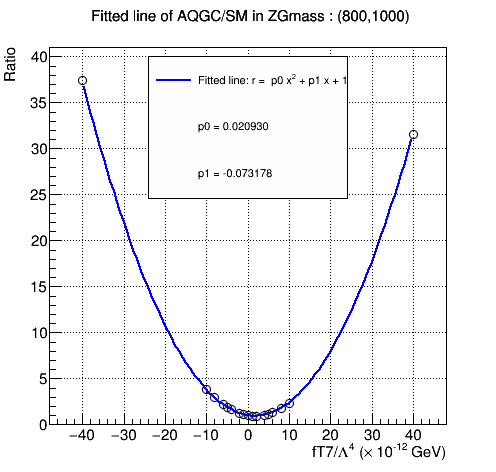 Fitted line of AQGC/SM in ZGmass : (800,1000)
Ratio
40
35
30
25
20
15
10
5
0
Fitted line: r = p0 x² + p1 x + 1
p0 = 0.020930
p1 = -0.073178
−40 −30 −20 −10 0 10 20 30 40
fT7/Λ⁴ (× 10⁻¹² GeV)